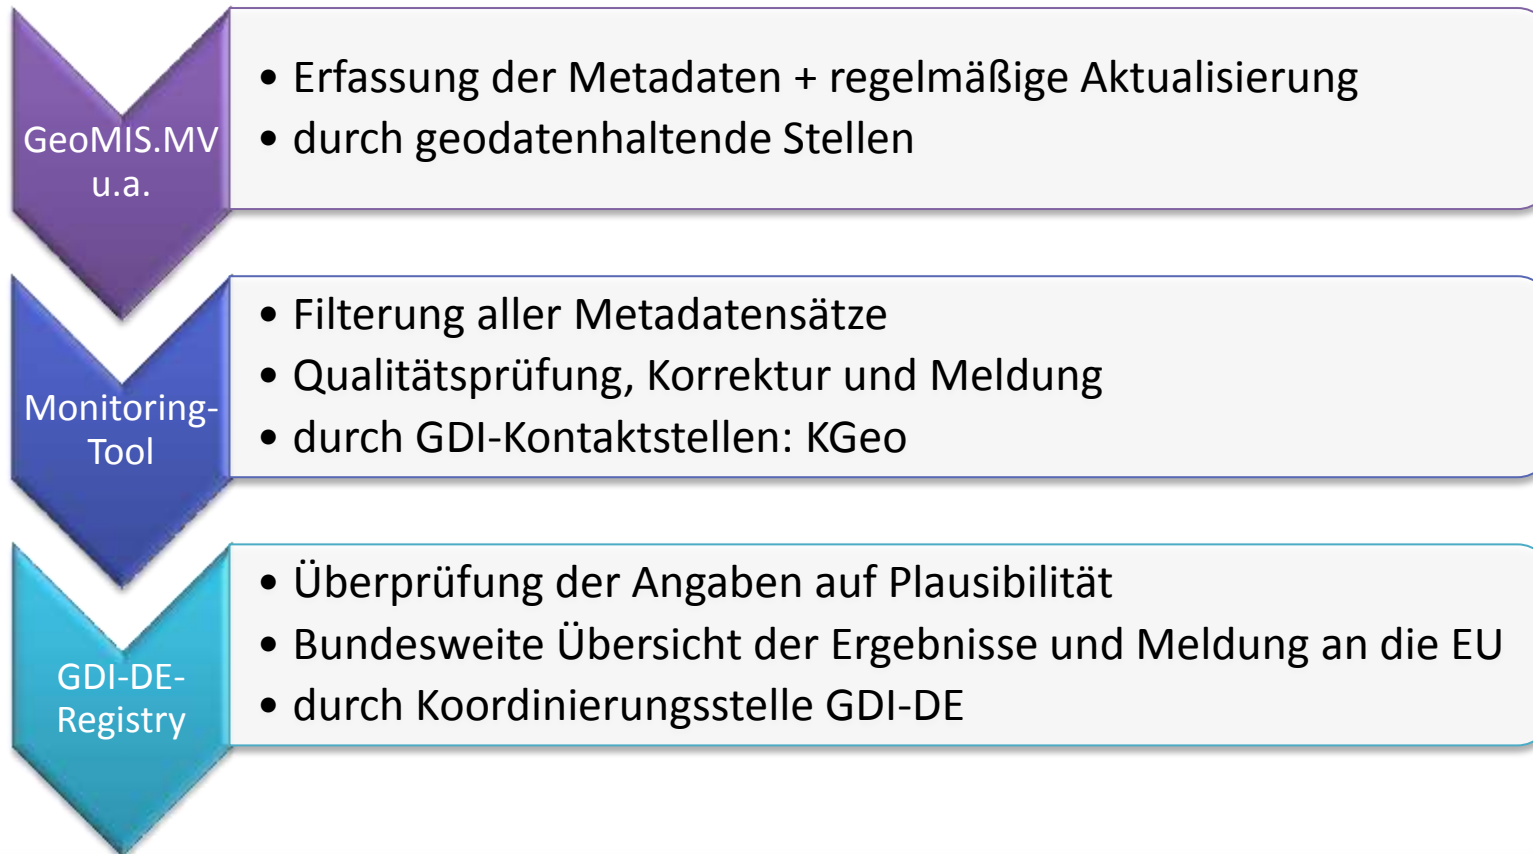 GeoMIS.MV
u.a.
• Erfassung der Metadaten + regelmäßige Aktualisierung
• durch geodatenhaltende Stellen
Monitoring-
Tool
• Filterung aller Metadatensätze
• Qualitätsprüfung, Korrektur und Meldung
• durch GDI-Kontaktstellen: KGeo
GDI-DE-
Registry
• Überprüfung der Angaben auf Plausibilität
• Bundesweite Übersicht der Ergebnisse und Meldung an die EU
• durch Koordinierungsstelle GDI-DE